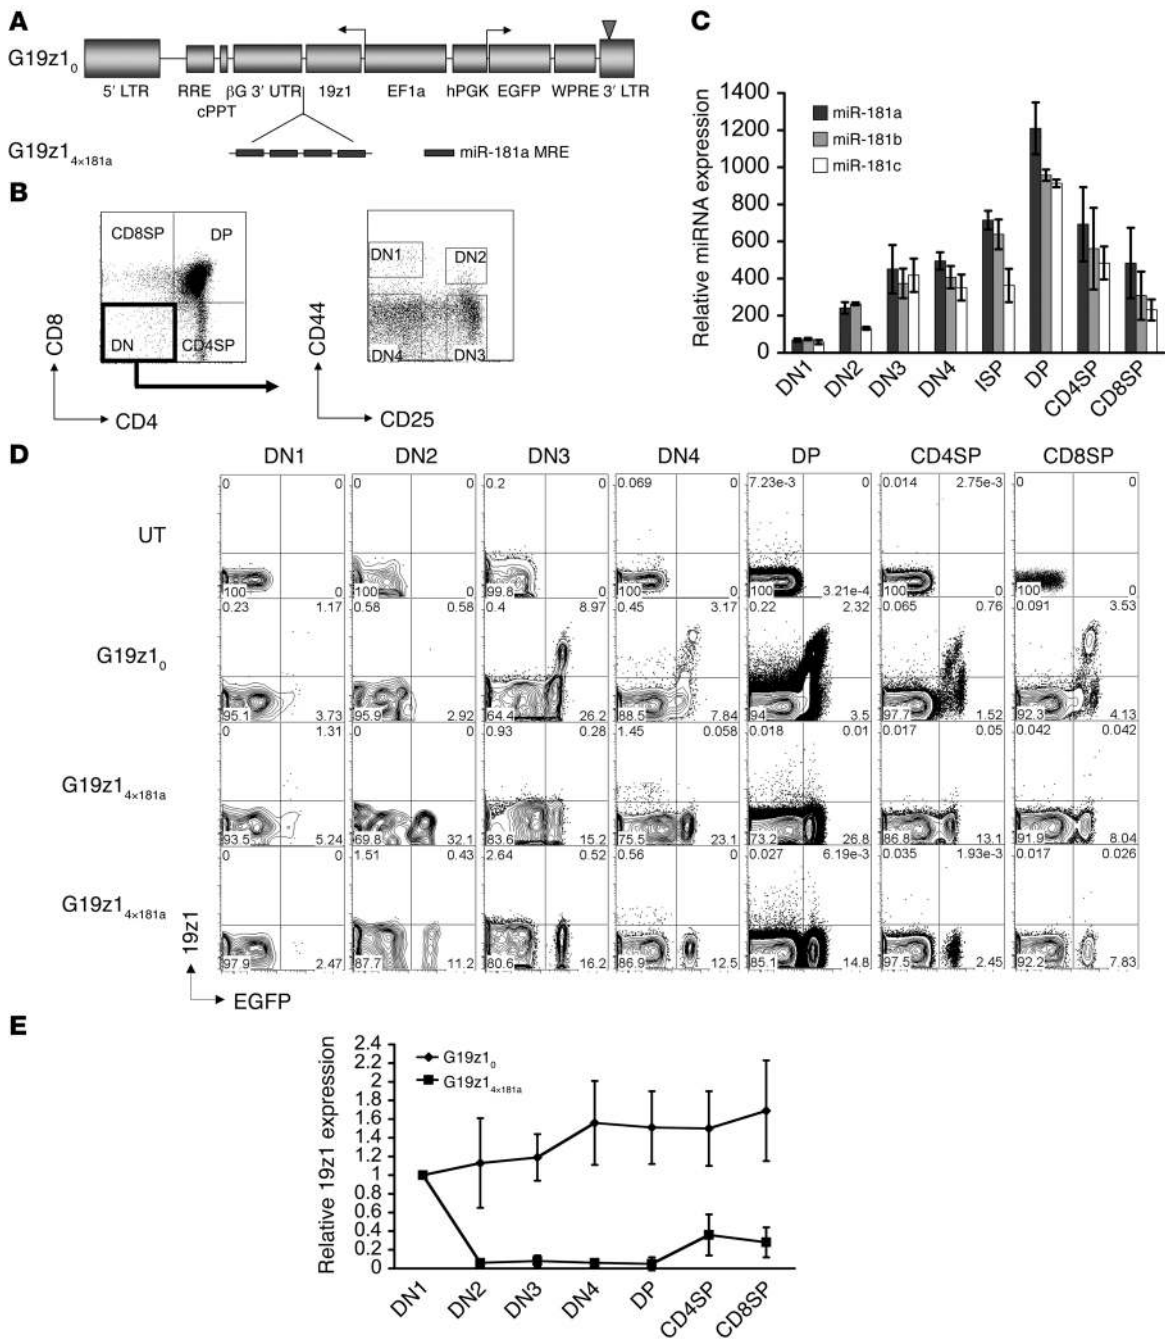 A
G19z1₀
5' LTR RRE βG 3' UTR 19z1 EF1a hPGK EGFP WPRE 3' LTR
cPPT
G19z1₄ₓ₁₈₁ₐ
miR-181a MRE
B
CD8SP DP
DN CD4SP
CD8
CD4
DN1 DN2
DN4 DN3
CD44
CD25
C
Relative miRNA expression
1400
1200
1000
800
600
400
200
0
miR-181a
miR-181b
miR-181c
DN1 DN2 DN3 DN4 ISP DP CD4SP CD8SP
D
DN1 DN2 DN3 DN4 DP CD4SP CD8SP
UT
0 0 0 0 0.2 0 0.069 0 7.23e-3 0 0.014 2.75e-3 0 0
100 0 100 0 99.8 0 100 0 100 3.21e-4 100 0 100 0
G19z1₀
0.23 1.17 0.58 0.58 0.4 8.97 0.45 3.17 0.22 2.32 0.065 0.76 0.091 3.53
95.1 3.73 95.9 2.92 64.4 26.2 88.5 7.84 94 3.5 97.7 1.52 92.3 4.13
G19z1₄ₓ₁₈₁ₐ
0 1.31 0 0 0.93 0.28 1.45 0.058 0.018 0.01 0.017 0.05 0.042 0.042
93.5 5.24 69.8 32.1 83.6 15.2 75.5 23.1 73.2 26.8 86.8 13.1 91.9 8.04
G19z1₄ₓ₁₈₁ₐ
0 0 1.51 0.43 2.64 0.52 0.56 0 0.027 6.19e-3 0.035 1.93e-3 0.017 0.026
97.9 2.47 87.7 11.2 80.6 16.2 86.9 12.5 85.1 14.8 97.5 2.45 92.2 7.83
19z1
EGFP
E
Relative 19z1 expression
2.4
2.2
2
1.8
1.6
1.4
1.2
1
0.8
0.6
0.4
0.2
0
G19z1₀
G19z1₄ₓ₁₈₁ₐ
DN1 DN2 DN3 DN4 DP CD4SP CD8SP